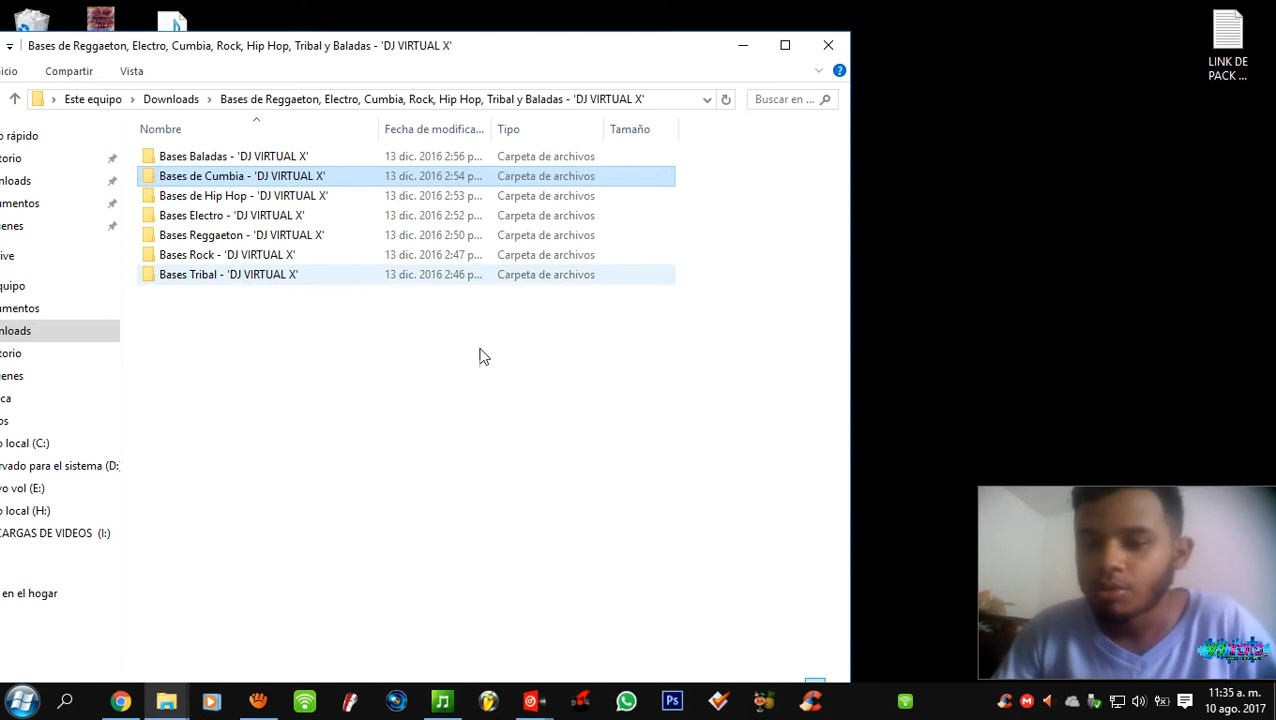 Bases de Reggaeton, Electro, Cumbia, Rock, Hip Hop, Tribal y Baladas - 'DJ VIRTUAL X'
icio Compartir Vista
Este equipo Downloads Bases de Reggaeton, Electro, Cumbia, Rock, Hip Hop, Tribal y Baladas - 'DJ VIRTUAL X' Buscar en ...
LINK DE
PACK ...
Nombre Fecha de modifica... Tipo Tamaño
Bases Baladas - 'DJ VIRTUAL X' 13 dic. 2016 2:56 p... Carpeta de archivos
Bases de Cumbia - 'DJ VIRTUAL X' 13 dic. 2016 2:54 p... Carpeta de archivos
Bases de Hip Hop - 'DJ VIRTUAL X' 13 dic. 2016 2:53 p... Carpeta de archivos
Bases Electro - 'DJ VIRTUAL X' 13 dic. 2016 2:52 p... Carpeta de archivos
Bases Reggaeton - 'DJ VIRTUAL X' 13 dic. 2016 2:50 p... Carpeta de archivos
Bases Rock - 'DJ VIRTUAL X' 13 dic. 2016 2:47 p... Carpeta de archivos
Bases Tribal - 'DJ VIRTUAL X' 13 dic. 2016 2:46 p... Carpeta de archivos
o rápido
torio
nloads
umentos
genes
ive
quipo
umentos
nloads
torio
genes
ca
os
o local (C:)
rvado para el sistema (D:
vo vol (E:)
o local (H:)
CARGAS DE VIDEOS (I:)
en el hogar
Ps
11:35 a. m.
10 ago. 2017